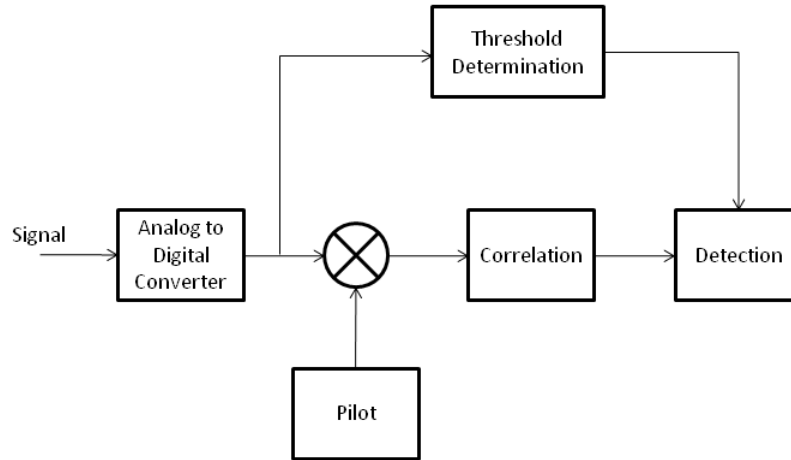 Threshold
Determination
Signal
Analog to
Digital
Converter
Correlation
Detection
Pilot